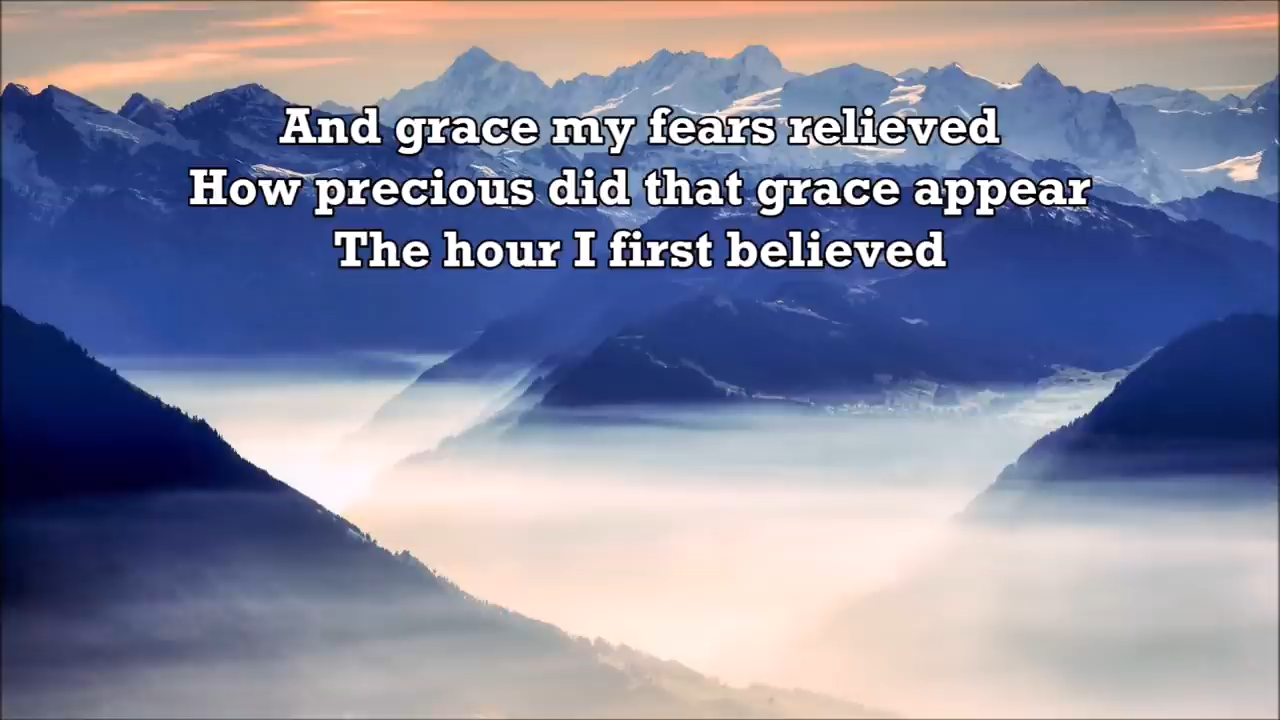 And grace my fears relieved
How precious did that grace appear
The hour I first believed